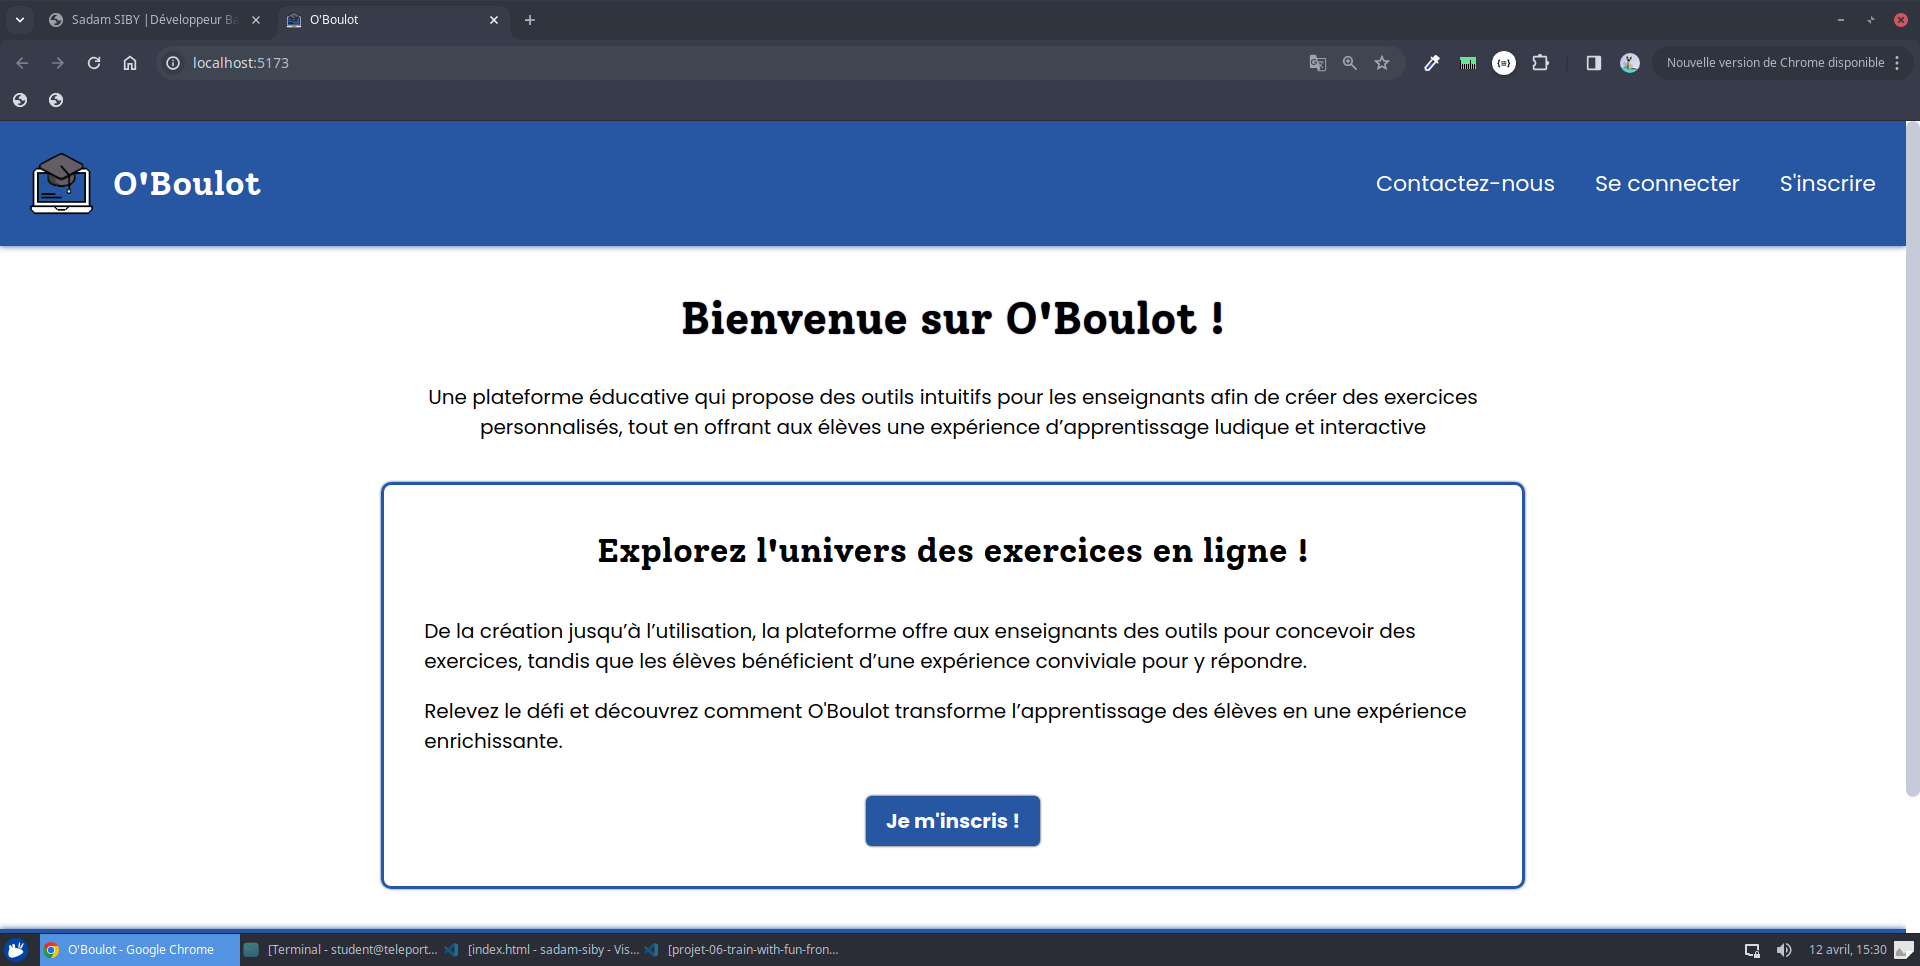 Sadam SIBY |Développeur Ba
O'Boulot
localhost:5173
Nouvelle version de Chrome disponible
O'Boulot
Contactez-nous
Se connecter
S'inscrire
Bienvenue sur O'Boulot !
Une plateforme éducative qui propose des outils intuitifs pour les enseignants afin de créer des exercices
personnalisés, tout en offrant aux élèves une expérience d’apprentissage ludique et interactive
Explorez l'univers des exercices en ligne !
De la création jusqu’à l’utilisation, la plateforme offre aux enseignants des outils pour concevoir des
exercices, tandis que les élèves bénéficient d’une expérience conviviale pour y répondre.
Relevez le défi et découvrez comment O'Boulot transforme l’apprentissage des élèves en une expérience
enrichissante.
Je m'inscris !
O'Boulot - Google Chrome
[Terminal - student@teleport...
[index.html - sadam-siby - Vis...
[projet-06-train-with-fun-fron...
12 avril, 15:30